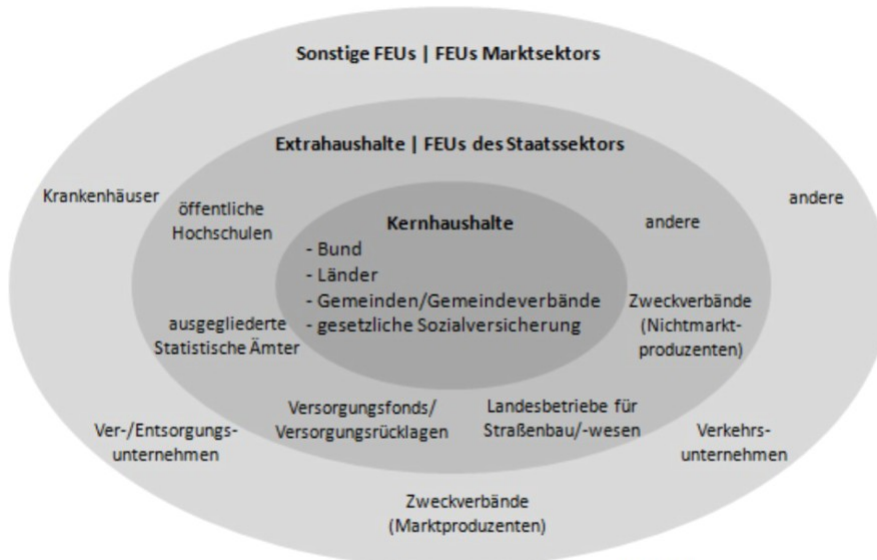 Sonstige FEUs | FEUs Marktsektors
Extrahaushalte | FEUs des Staatssektors
Krankenhäuser
öffentliche
Hochschulen
Kernhaushalte
- Bund
- Länder
- Gemeinden/Gemeindeverbände
- gesetzliche Sozialversicherung
andere
andere
ausgegliederte
Statistische Ämter
Zweckverbände
(Nichtmarkt-
produzenten)
Versorgungsfonds/
Versorgungsrücklagen
Landesbetriebe für
Straßenbau/-wesen
Ver-/Entsorgungs-
unternehmen
Verkehrs-
unternehmen
Zweckverbände
(Marktproduzenten)